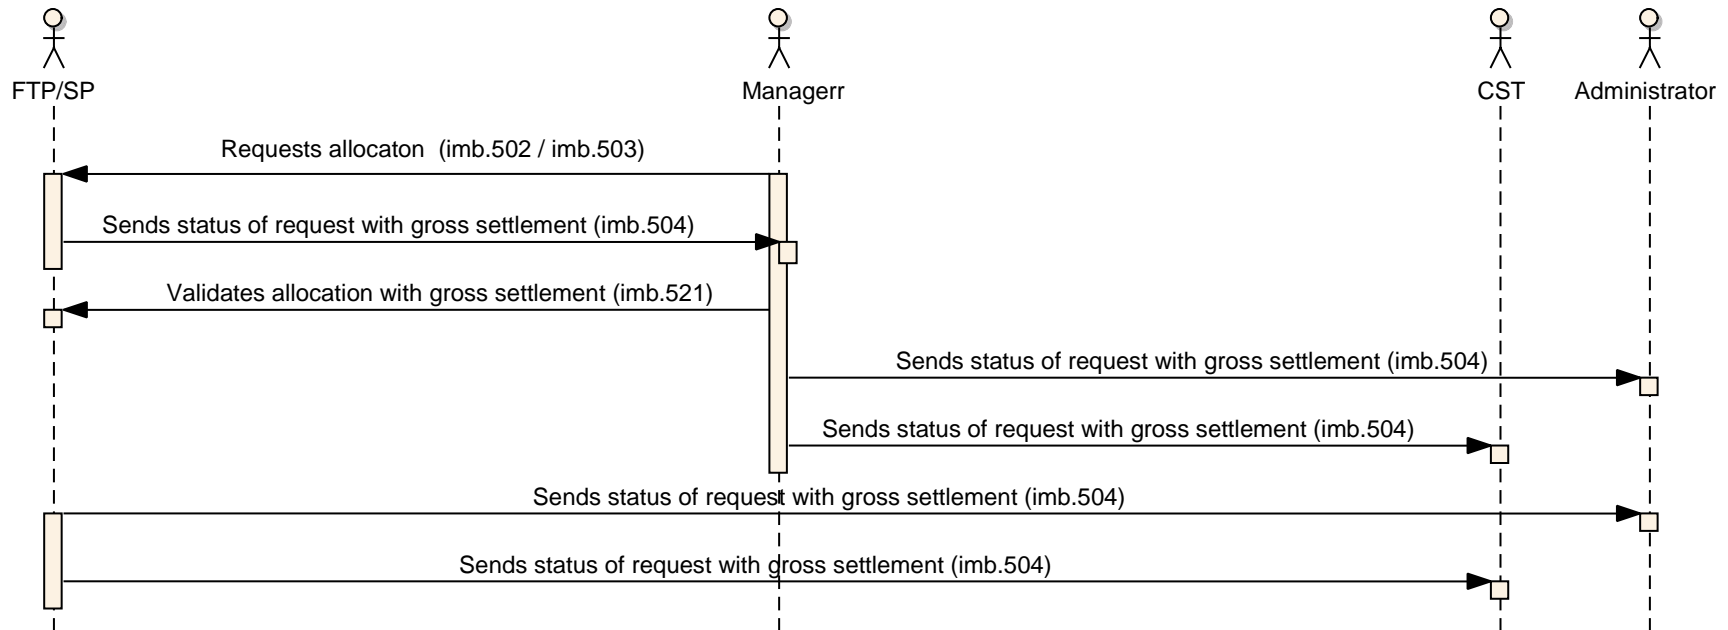 FTP/SP
Managerr
CST
Administrator
Requests allocaton  (imb.502 / imb.503)
Sends status of request with gross settlement (imb.504)
Validates allocation with gross settlement (imb.521)
Sends status of request with gross settlement (imb.504)
Sends status of request with gross settlement (imb.504)
Sends status of request with gross settlement (imb.504)
Sends status of request with gross settlement (imb.504)